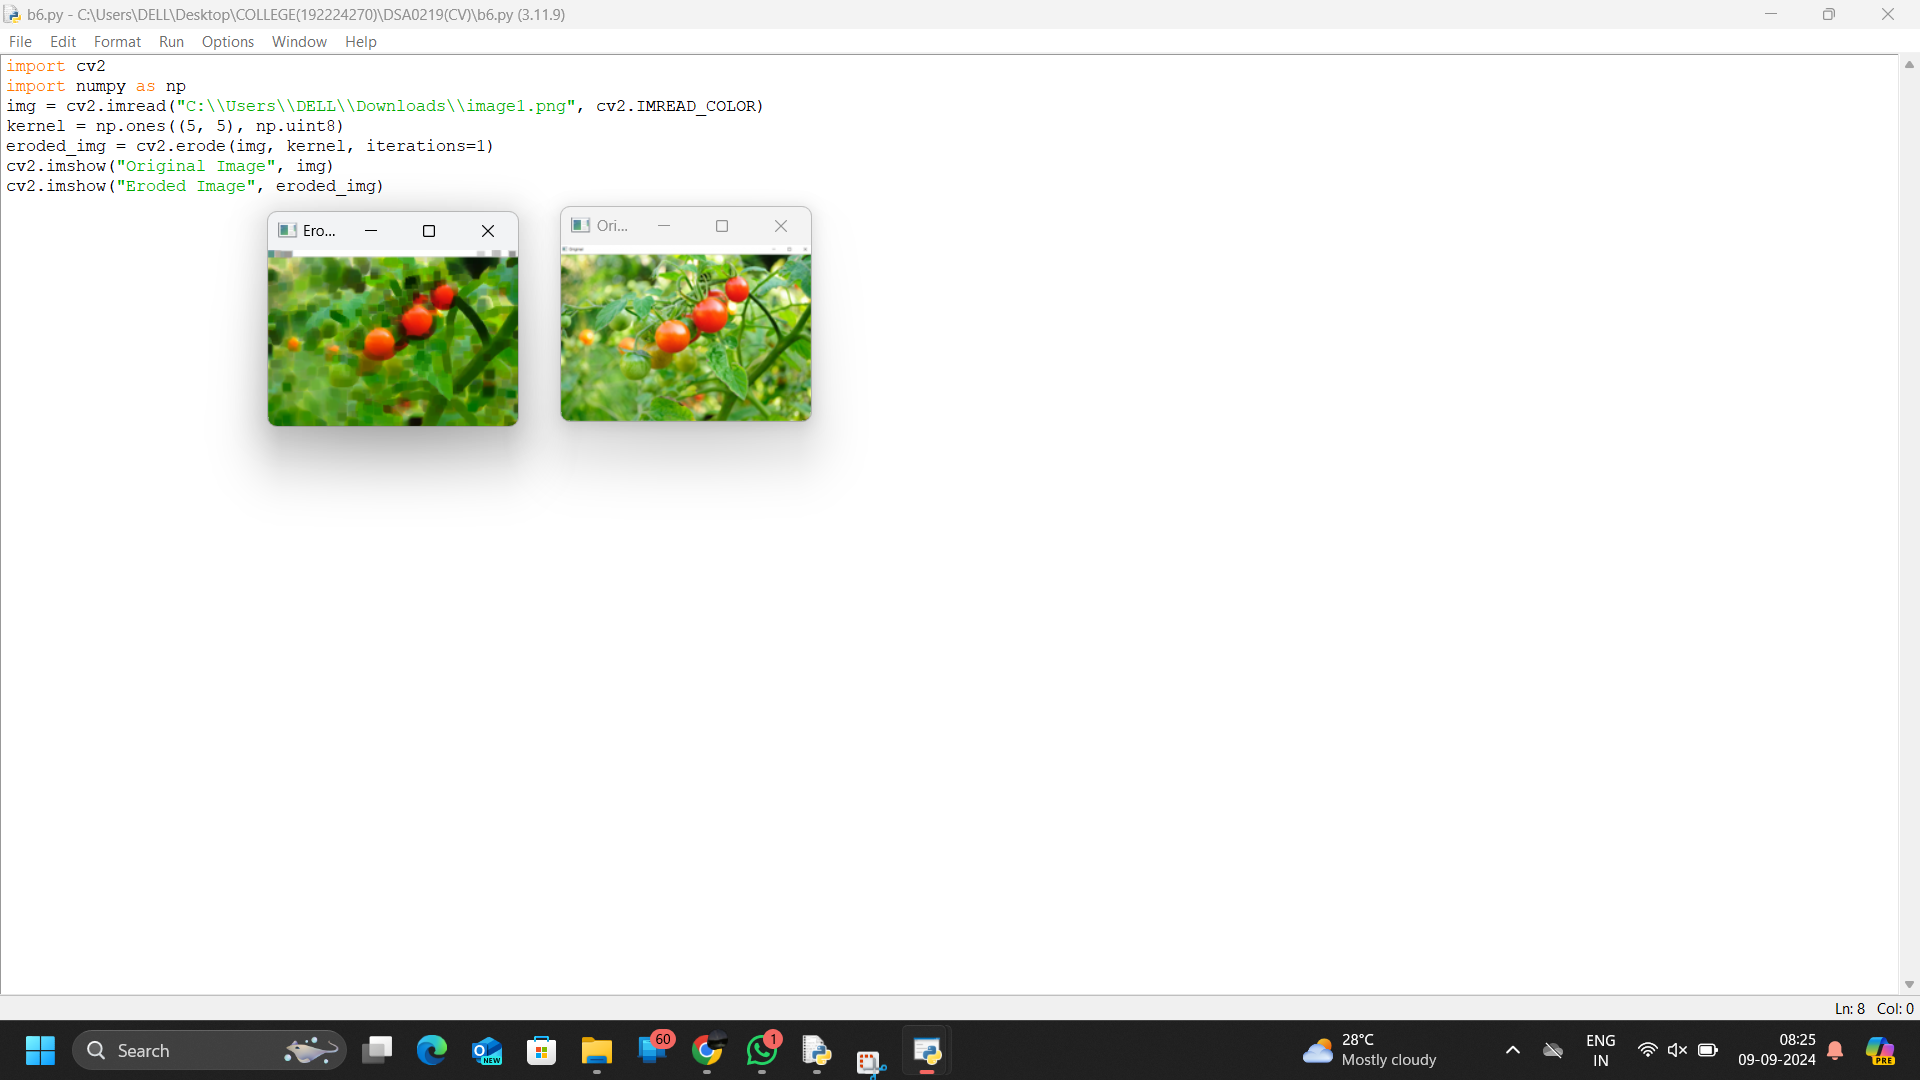 b6.py - C:\Users\DELL\Desktop\COLLEGE(192224270)\DSA0219(CV)\b6.py (3.11.9)
File Edit Format Run Options Window Help
import cv2
import numpy as np
img = cv2.imread("C:\\Users\\DELL\\Downloads\\image1.png", cv2.IMREAD_COLOR)
kernel = np.ones((5, 5), np.uint8)
eroded_img = cv2.erode(img, kernel, iterations=1)
cv2.imshow("Original Image", img)
cv2.imshow("Eroded Image", eroded_img)
Ero...
Ori...
Ln: 8 Col: 0
Search
NEW
60
1
28°C
Mostly cloudy
ENG
IN
08:25
09-09-2024
PRE